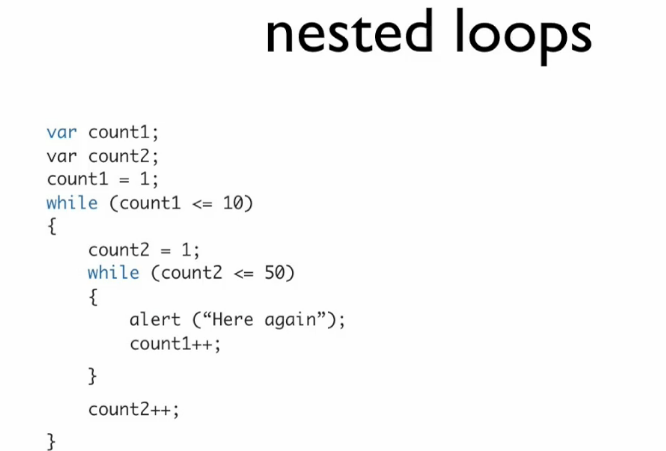 nested loops
var count1;
var count2;
count1 = 1;
while (count1 <= 10)
{
count2 = 1;
while (count2 <= 50)
{
alert (“Here again”);
count1++;
}
count2++;
}